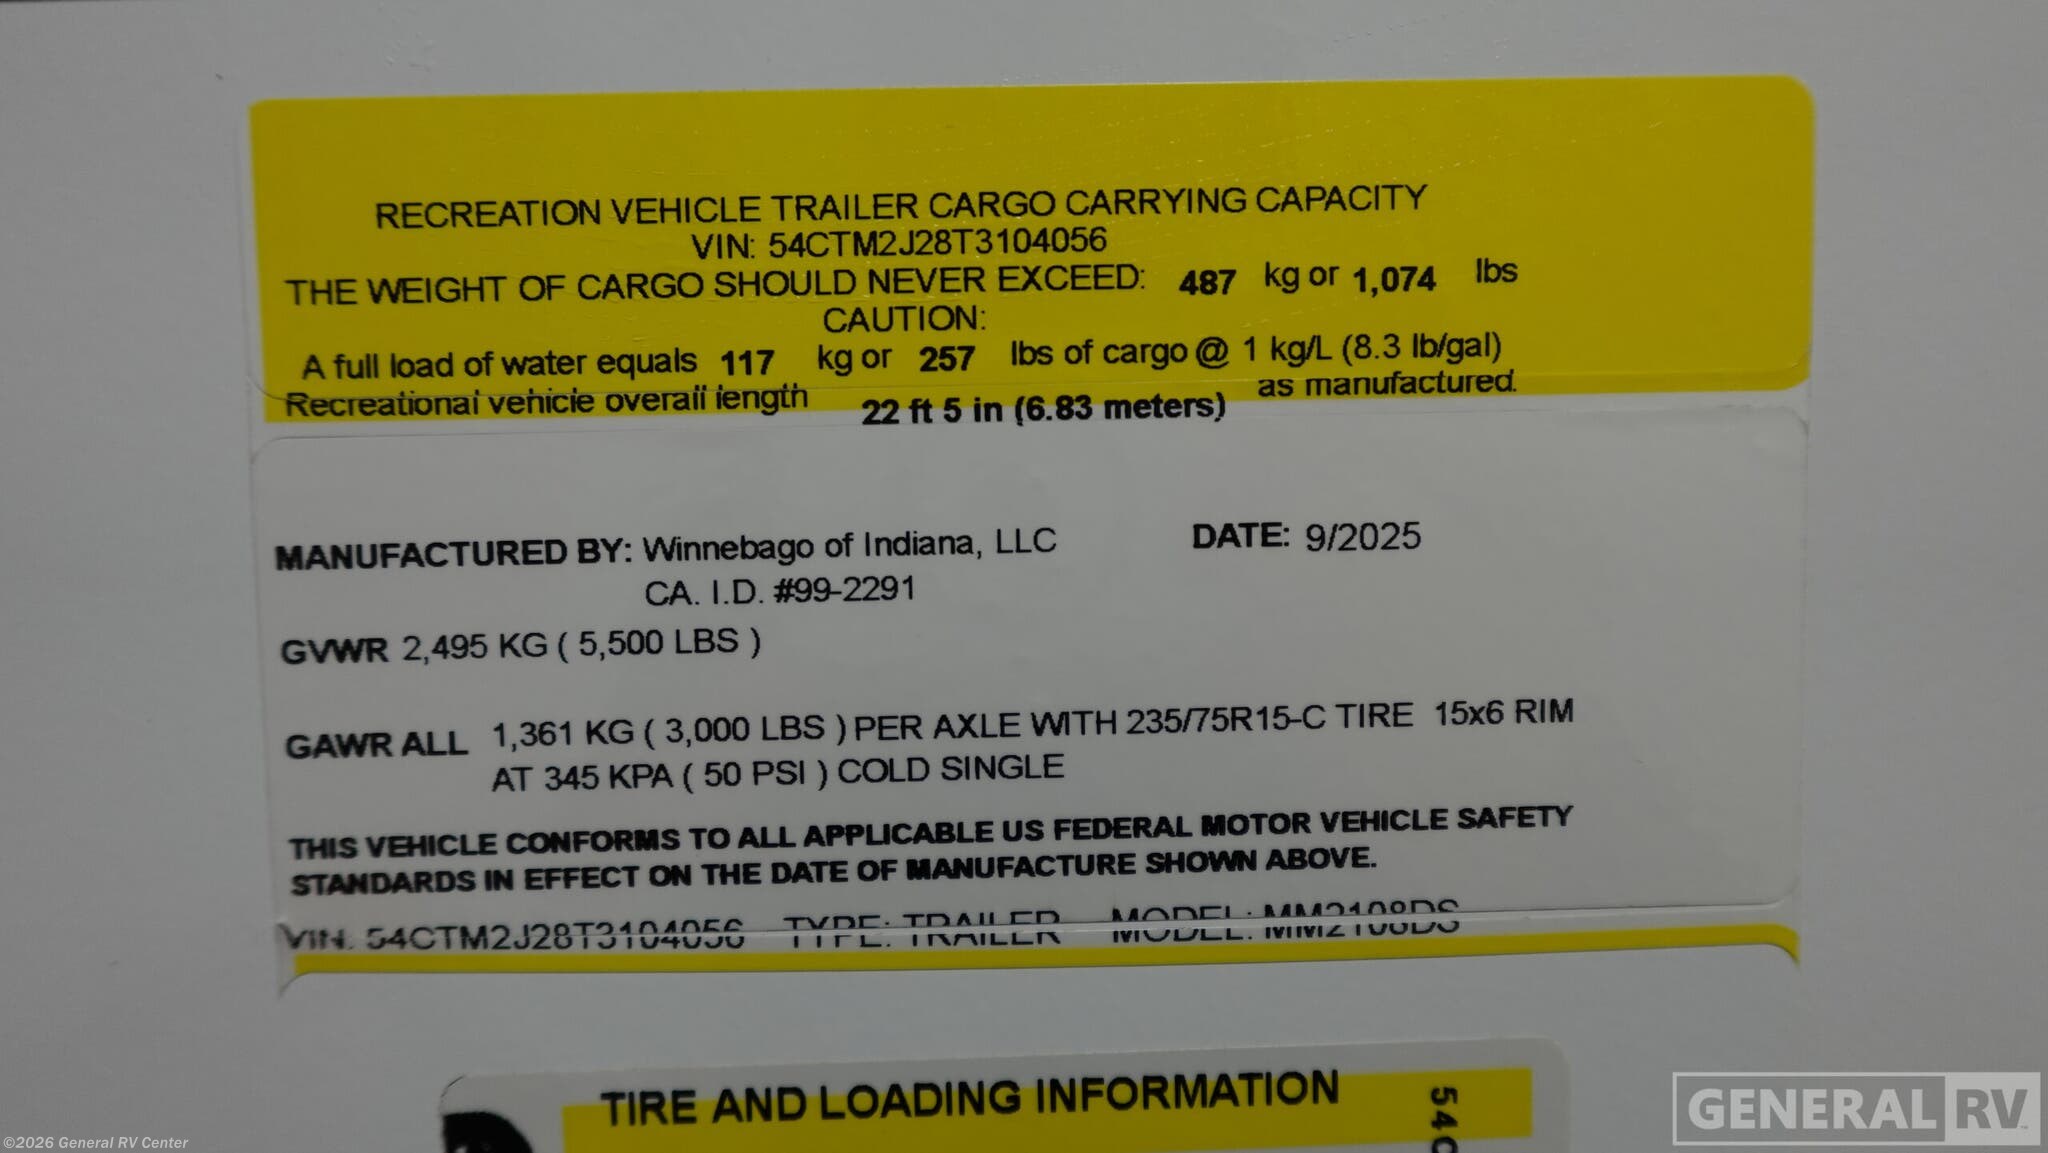 RECREATION VEHICLE TRAILER CARGO CARRYING CAPACITY
VIN: 54CTM2J28T3104056
THE WEIGHT OF CARGO SHOULD NEVER EXCEED: 487 kg or 1,074 lbs
CAUTION:
A full load of water equals 117 kg or 257 lbs of cargo @ 1 kg/L (8.3 lb/gal)
Recreational vehicle overall length 22 ft 5 in (6.83 meters) as manufactured.
MANUFACTURED BY: Winnebago of Indiana, LLC DATE: 9/2025
CA. I.D. #99-2291
GVWR 2,495 KG ( 5,500 LBS )
GAWR ALL 1,361 KG ( 3,000 LBS ) PER AXLE WITH 235/75R15-C TIRE 15x6 RIM
AT 345 KPA ( 50 PSI ) COLD SINGLE
THIS VEHICLE CONFORMS TO ALL APPLICABLE US FEDERAL MOTOR VEHICLE SAFETY
STANDARDS IN EFFECT ON THE DATE OF MANUFACTURE SHOWN ABOVE.
VIN: 54CTM2J28T3104056 TYPE: TRAILER MODEL: MM2108DS
TIRE AND LOADING INFORMATION
54C
©2026 General RV Center
GENERAL RV